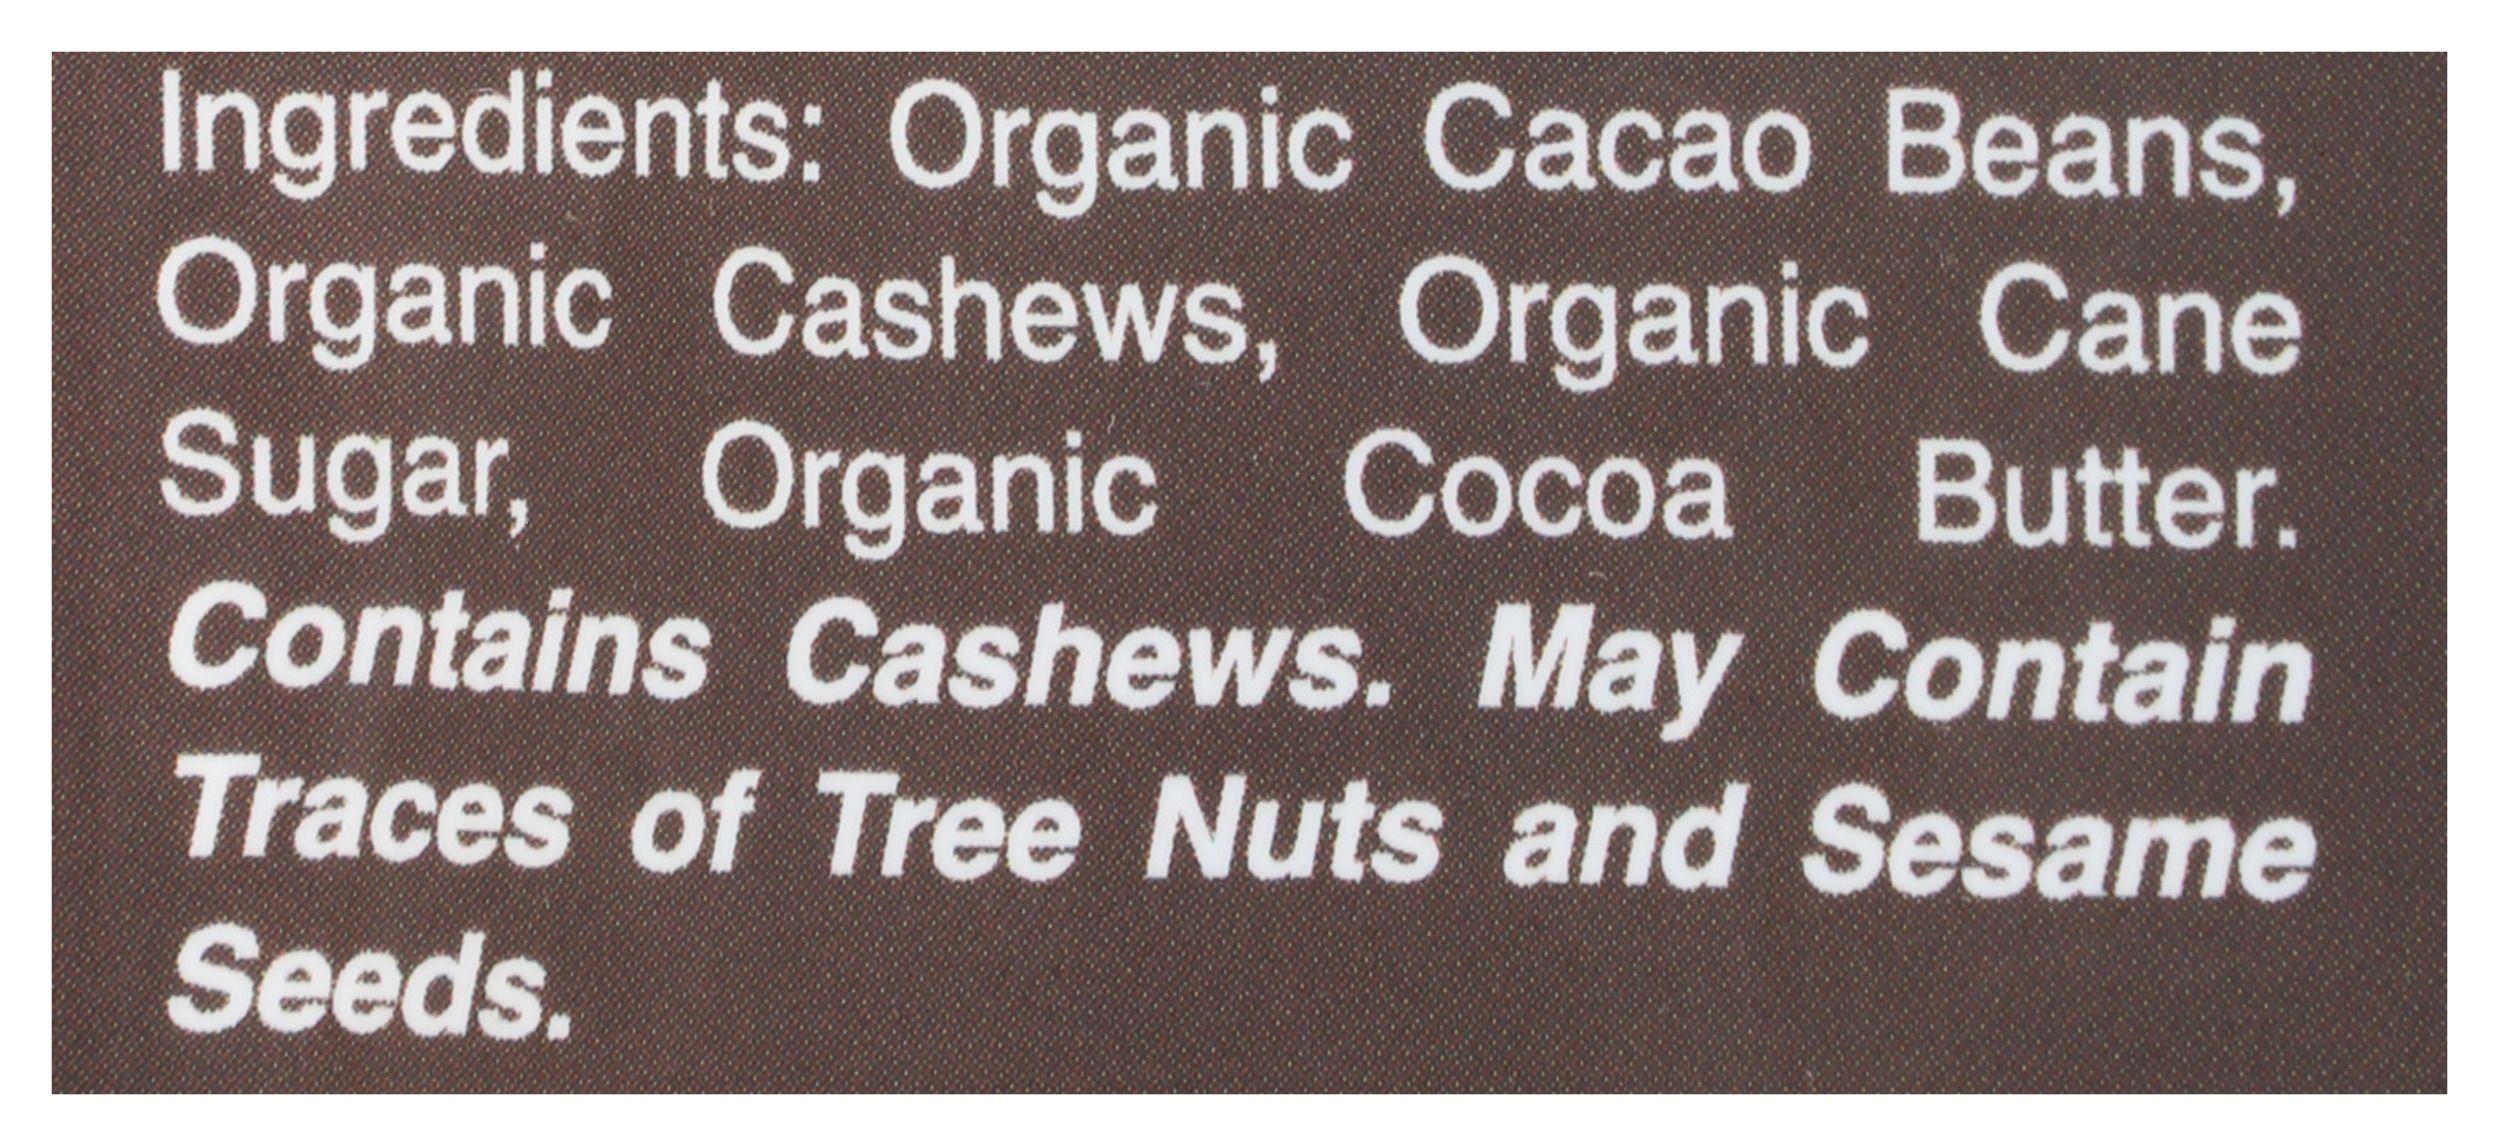 Ingredients: Organic Cacao Beans,
Organic Cashews, Organic Cane
Sugar, Organic Cocoa Butter.
Contains Cashews. May Contain
Traces of Tree Nuts and Sesame
Seeds.